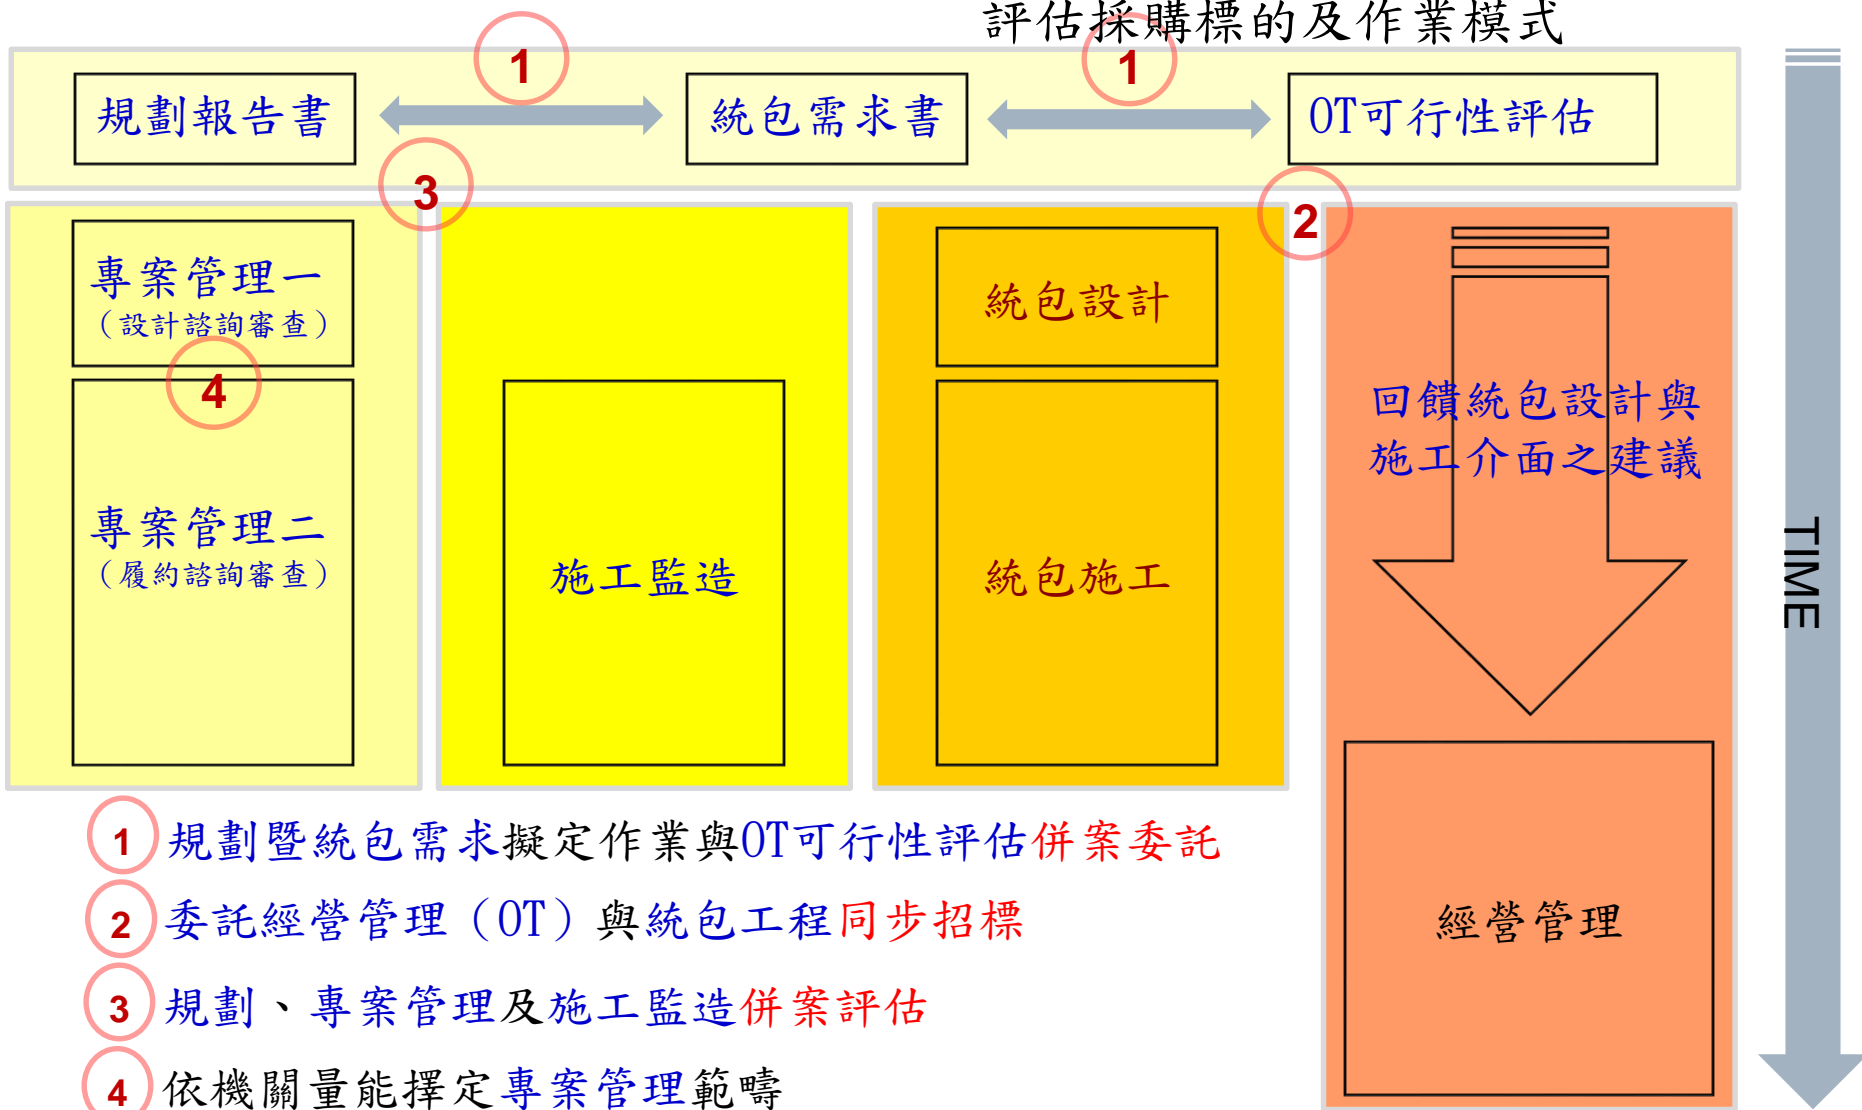 評估採購標的及作業模式
1
1
規劃報告書
統包需求書
OT可行性評估
3
2
專案管理一
（設計諮詢審查）
4
專案管理二
（履約諮詢審查）
施工監造
統包設計
統包施工
回饋統包設計與
施工介面之建議
經營管理
TIME
1 規劃暨統包需求擬定作業與OT可行性評估併案委託
2 委託經營管理（OT）與統包工程同步招標
3 規劃、專案管理及施工監造併案評估
4 依機關量能擇定專案管理範疇